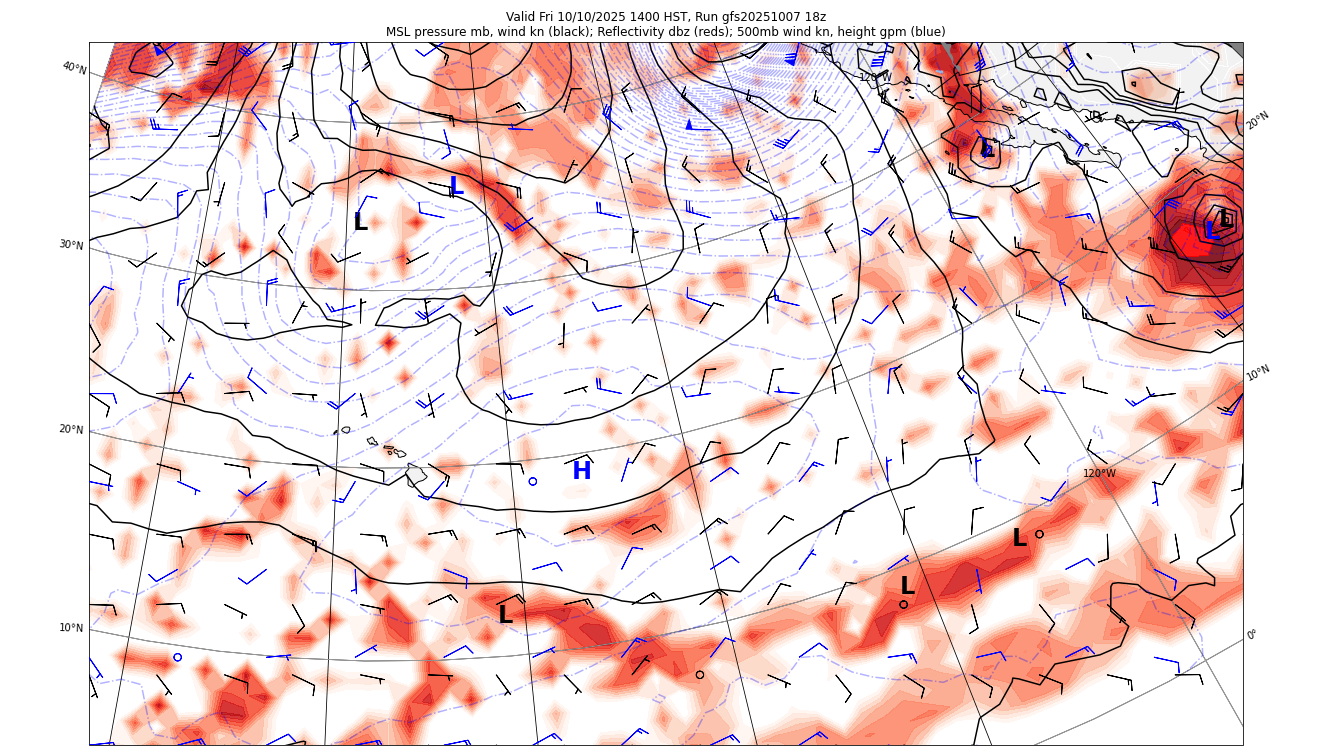 Valid Fri 10/10/2025 1400 HST, Run gfs20251007 18z
MSL pressure mb, wind kn (black); Reflectivity dbz (reds); 500mb wind kn, height gpm (blue)
40°N
120°W
20°N
L
L
L
L
L
L
30°N
10°N
20°N
H
120°W
L
L
L
10°N
0°